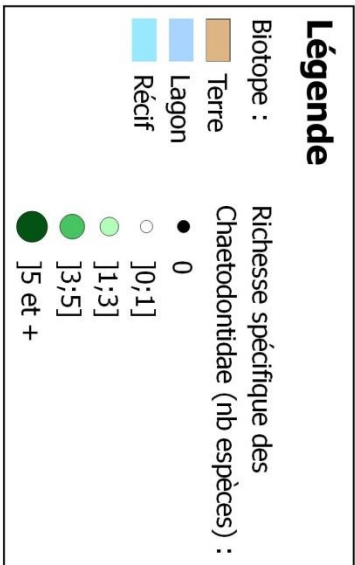 Légende
Biotope :
Terre
Lagon
Récif
Richesse spécifique des
Chaetodontidae (nb espèces) :
0
]0;1]
]1;3]
]3;5]
]5 et +